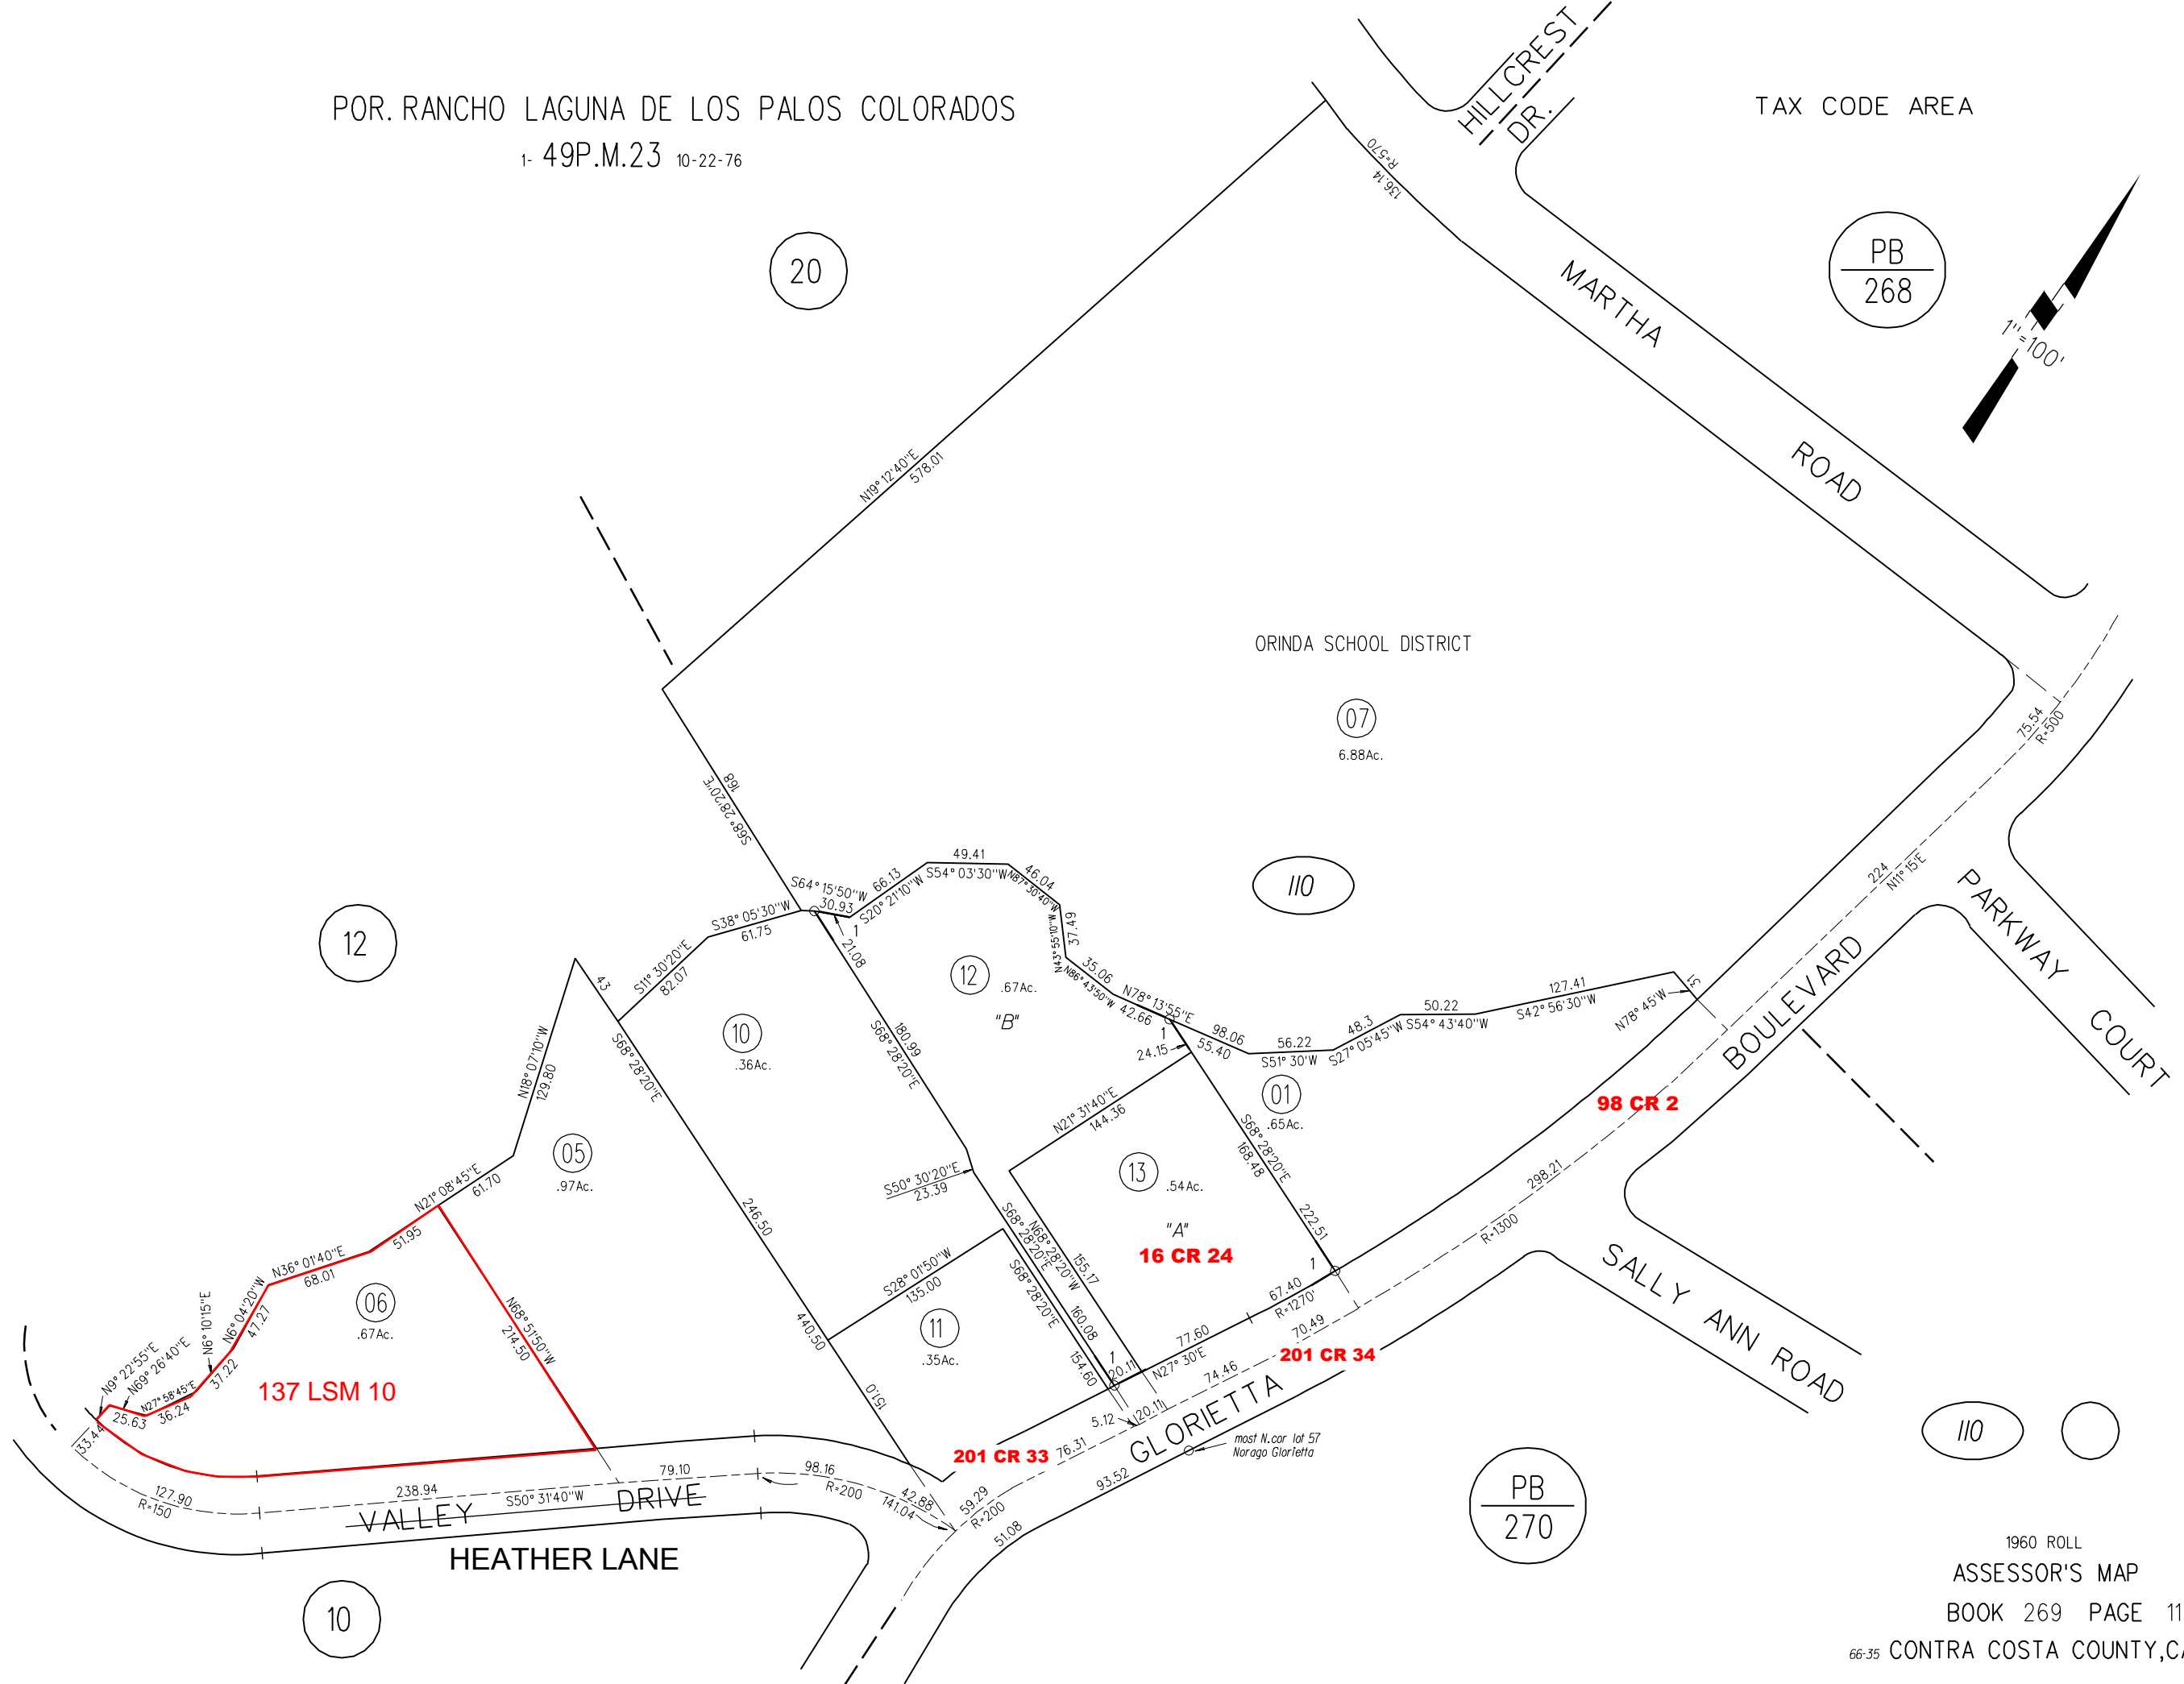 POR. RANCHO LAGUNA DE LOS PALOS COLORADOS
1- 49P.M.23 10-22-76
TAX CODE AREA
HILLCREST
DR.
20
PB
268
1"=100'
R=570
136.14
MARTHA
ROAD
N19°12'40"E
578.01
ORINDA SCHOOL DISTRICT
07
6.88Ac.
75.54
R=500
168
S68°28'20"E
110
224
N11°15'E
PARKWAY
COURT
BOULEVARD
12
S64°15'50"W
30.93
66.13
S20°21'10"W
49.41
S54°03'30"W
46.04
N87°30'40"W
37.49
N43°55'10"W
35.06
N86°43'50"W
N78°13'55"E
42.66
98.06
55.40
1
24.15
56.22
S51°30'W
48.3
S27°05'45"W
50.22
S54°43'40"W
127.41
S42°56'30"W
N78°45'W
51
S38°05'30"W
61.75
S11°30'20"E
82.07
43
1
21.08
12
.67Ac.
"B"
180.99
S68°28'20"E
10
.36Ac.
S68°28'20"E
N18°07'10"W
129.80
05
.97Ac.
N21°08'45"E
61.70
51.95
246.50
S50°30'20"E
23.39
N21°31'40"E
144.36
13
.54Ac.
"A"
16 CR 24
01
.65Ac.
S68°28'20"E
168.48
222.51
1
98 CR 2
298.21
R=1300
SALLY ANN ROAD
N36°01'40"E
68.01
N6°04'20"W
47.27
N6°10'15"E
37.22
N9°22'55"E
N69°26'40"E
N27°58'45"E
36.24
25.63
33.44
06
.67Ac.
137 LSM 10
N68°51'50"W
214.50
S28°01'50"W
135.00
11
.35Ac.
440.50
151.0
S68°28'20"E
N68°28'20"W
155.17
S68°28'20"E
160.08
154.60
1
20.11
77.60
N27°30'E
67.40
R=1270'
70.49
201 CR 34
74.46
5.12
20.11
GLORIETTA
201 CR 33
76.31
most N.cor lot 57
Norago Glorietta
93.52
59.29
R=200
51.08
127.90
R=150
238.94
S50°31'40"W
79.10
98.16
R=200
42.88
141.04
VALLEY DRIVE
HEATHER LANE
10
PB
270
110
1960 ROLL
ASSESSOR'S MAP
BOOK 269 PAGE 11
66-35 CONTRA COSTA COUNTY,CA